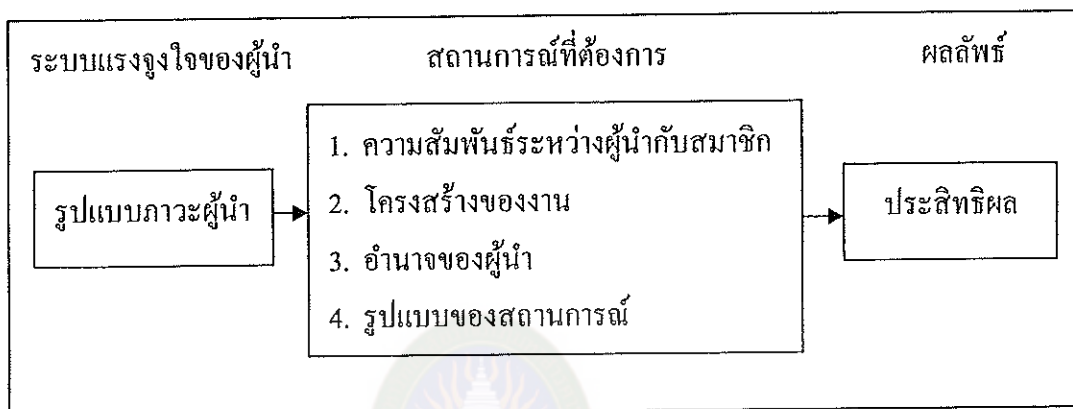 ระบบแรงจูงใจของผู้นำ
สถานการณ์ที่ต้องการ
ผลลัพธ์
รูปแบบภาวะผู้นำ
1. ความสัมพันธ์ระหว่างผู้นำกับสมาชิก
2. โครงสร้างของงาน
3. อำนาจของผู้นำ
4. รูปแบบของสถานการณ์
ประสิทธิผล